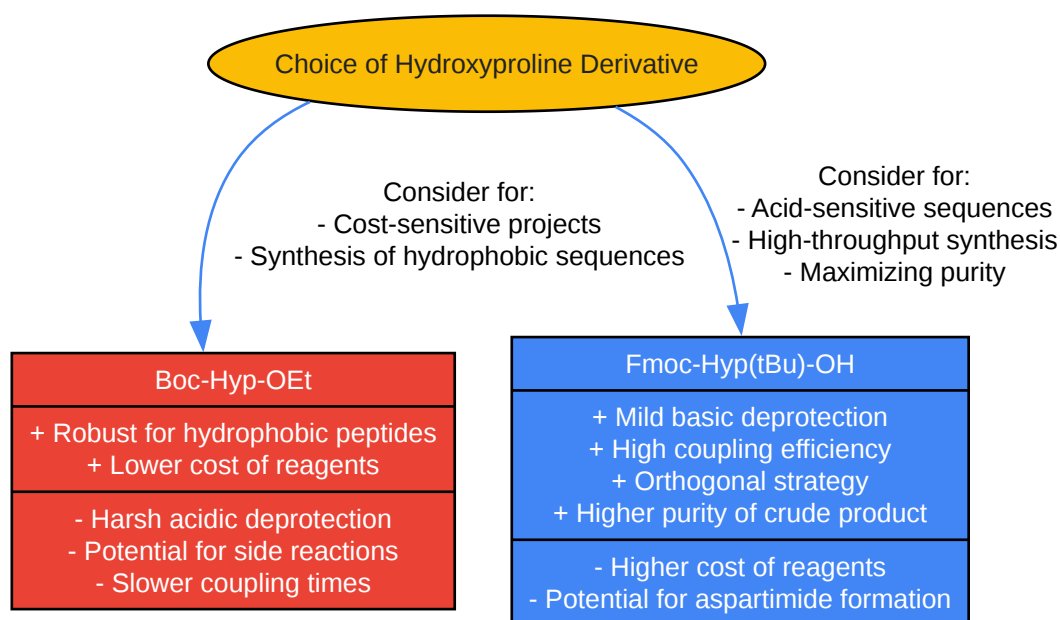 Choice of Hydroxyproline Derivative
Consider for:
- Cost-sensitive projects
- Synthesis of hydrophobic sequences
Consider for:
- Acid-sensitive sequences
- High-throughput synthesis
- Maximizing purity
Boc-Hyp-OEt
+ Robust for hydrophobic peptides
+ Lower cost of reagents
- Harsh acidic deprotection
- Potential for side reactions
- Slower coupling times
Fmoc-Hyp(tBu)-OH
+ Mild basic deprotection
+ High coupling efficiency
+ Orthogonal strategy
+ Higher purity of crude product
- Higher cost of reagents
- Potential for aspartimide formation